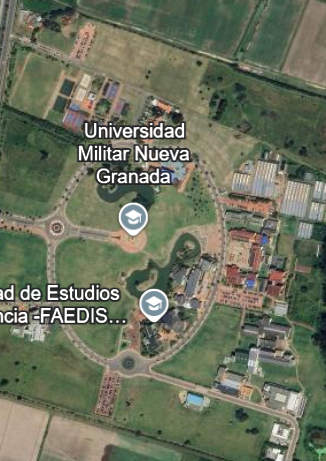 Universidad
Militar Nueva
Granada
ad de Estudios
ncia -FAEDIS...